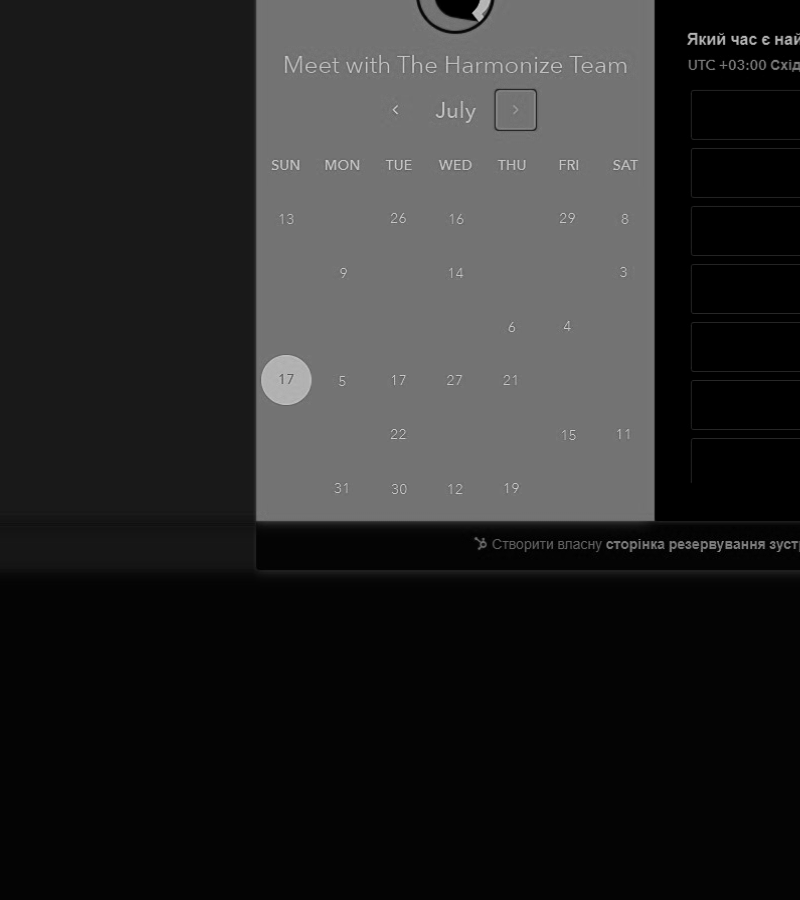 Meet with The Harmonize Team
July
SUN MON TUE WED THU FRI SAT
13 26 16 29 8
9 14 3
6 4
17 5 17 27 21
22 15 11
31 30 12 19
Який час є най
UTC +03:00 Схід
Створити власну сторінка резервування зуст